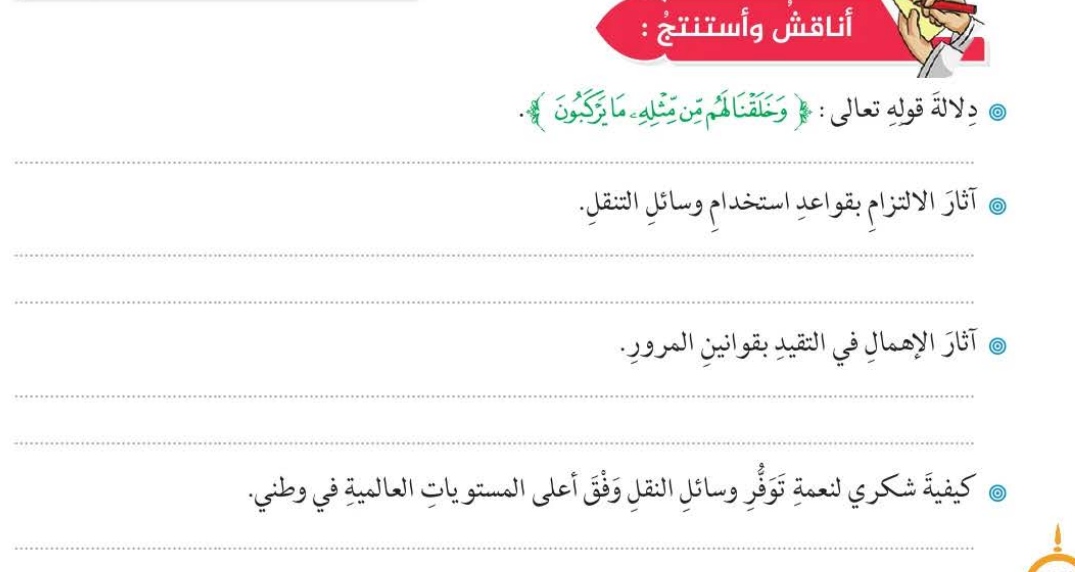 أناقشُ وأستنتجُ :
دِلالةَ قولِهِ تعالى : ﴿ وَخَلَقْنَا لَهُم مِّن مِّثْلِهِۦ مَا يَرْكَبُونَ ﴾.
آثارَ الالتزامِ بقواعدِ استخدامِ وسائلِ التنقلِ.
آثارَ الإهمالِ في التقيدِ بقوانينِ المرورِ.
كيفيةَ شكري لنعمةِ تَوَفُّرِ وسائلِ النقلِ وَفْقَ أعلى المستوياتِ العالميةِ في وطني.